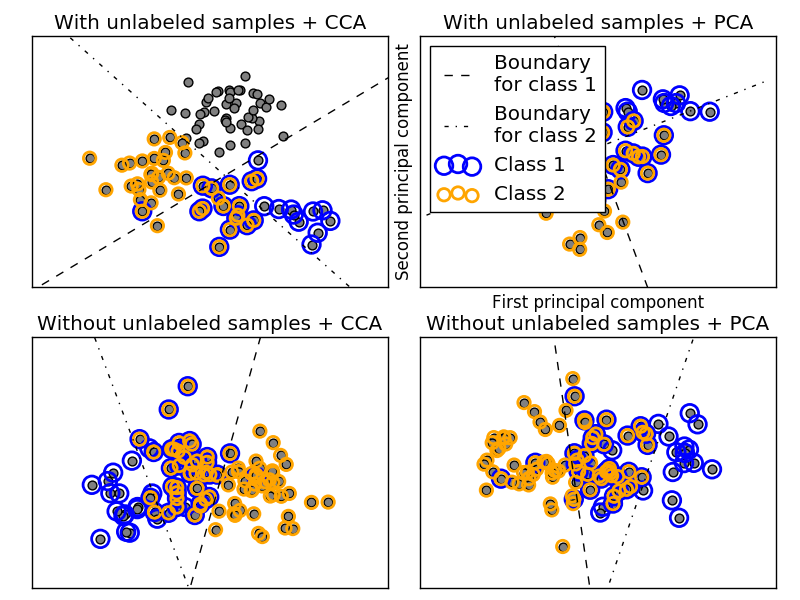 With unlabeled samples + CCA
With unlabeled samples + PCA
Second principal component
Boundary
for class 1
Boundary
for class 2
Class 1
Class 2
First principal component
Without unlabeled samples + CCA
Without unlabeled samples + PCA